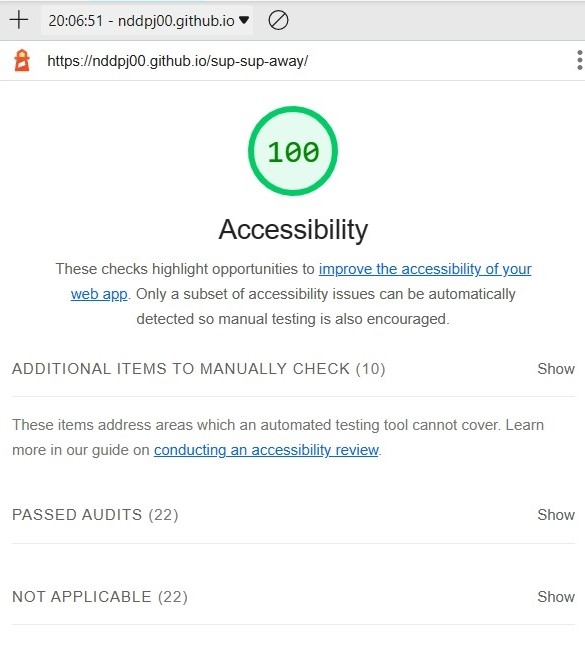 20:06:51 - nddpj00.github.io
https://nddpj00.github.io/sup-sup-away/
100
Accessibility
These checks highlight opportunities to improve the accessibility of your
web app. Only a subset of accessibility issues can be automatically
detected so manual testing is also encouraged.
ADDITIONAL ITEMS TO MANUALLY CHECK (10) Show
These items address areas which an automated testing tool cannot cover. Learn
more in our guide on conducting an accessibility review.
PASSED AUDITS (22) Show
NOT APPLICABLE (22) Show